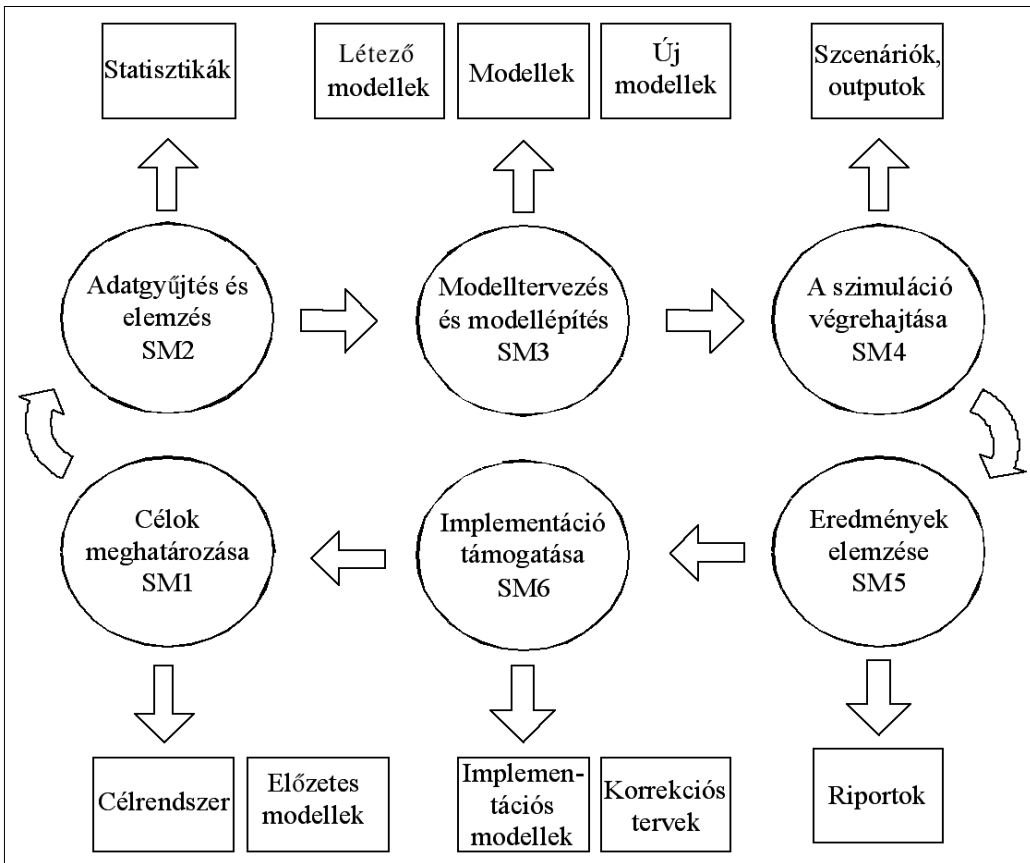 Statisztikák
Létező
modellek
Modellek
Új
modellek
Szcenáriók,
outputok
Adatgyűjtés és
elemzés
SM2
Modelltervezés
és modellépítés
SM3
A szimuláció
végrehajtása
SM4
Célok
meghatározása
SM1
Implementáció
támogatása
SM6
Eredmények
elemzése
SM5
Célrendszer
Előzetes
modellek
Implemen-
tációs
modellek
Korrekciós
tervek
Riportok